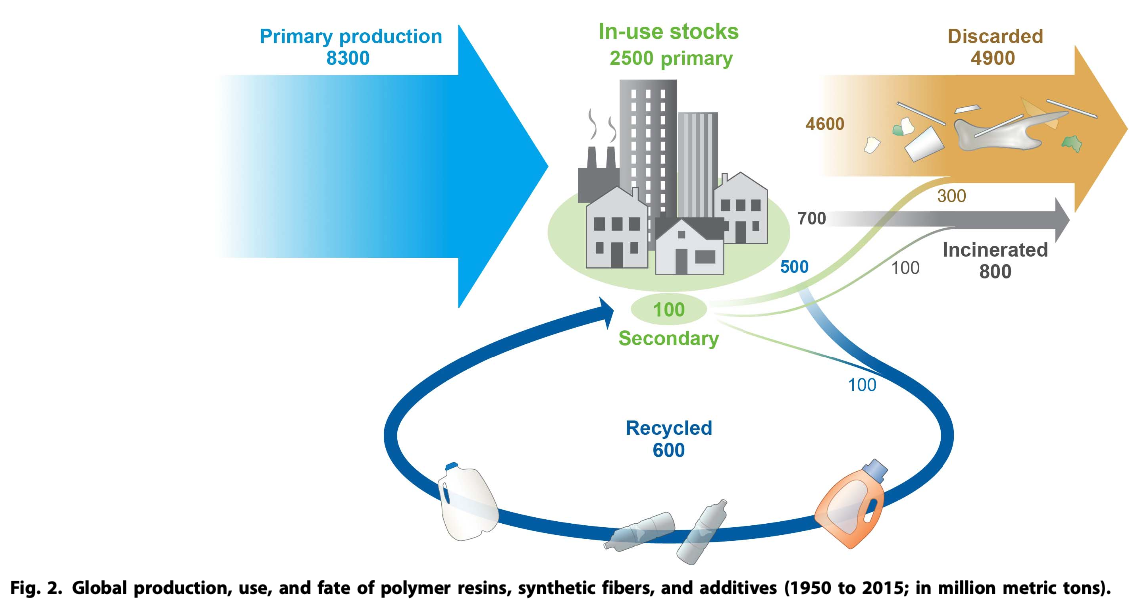 Primary production
8300
In-use stocks
2500 primary
Discarded
4900
4600
300
700
Incinerated
800
500
100
100
Secondary
100
Recycled
600
Fig. 2. Global production, use, and fate of polymer resins, synthetic fibers, and additives (1950 to 2015; in million metric tons).